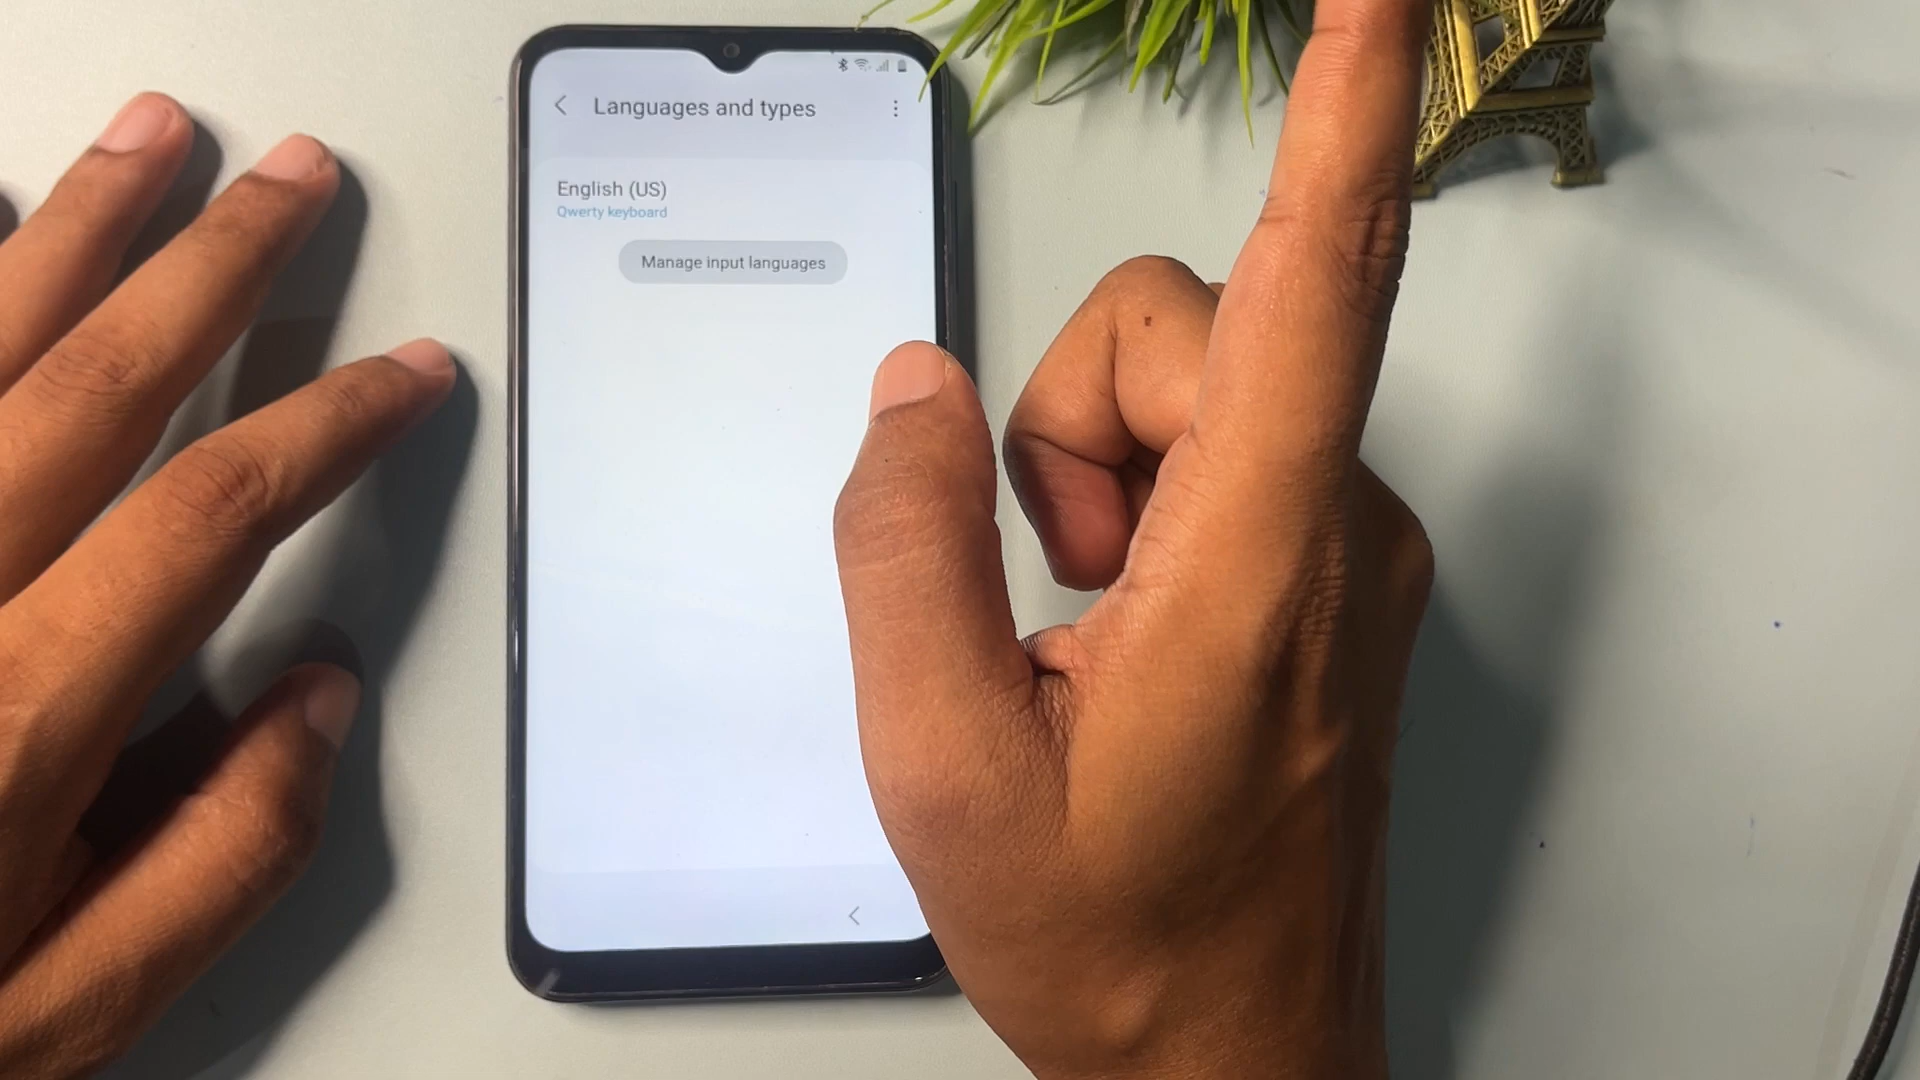 Languages and types
English (US)
Qwerty keyboard
Manage input languages